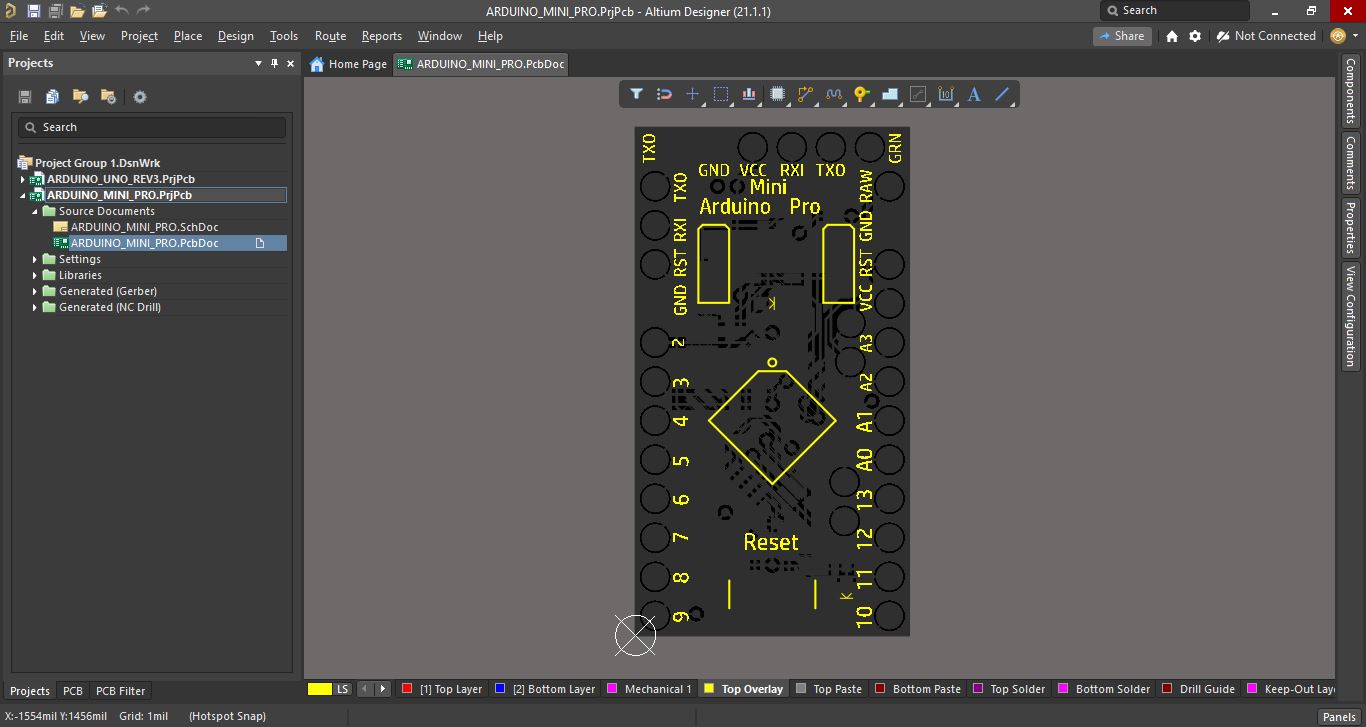 ARDUINO_MINI_PRO.PrjPcb - Altium Designer (21.1.1)
Search
File Edit View Project Place Design Tools Route Reports Window Help
Share
Not Connected
Projects
Home Page
ARDUINO_MINI_PRO.PcbDoc
Search
Project Group 1.DsnWrk
ARDUINO_UNO_REV3.PrjPcb
ARDUINO_MINI_PRO.PrjPcb
Source Documents
ARDUINO_MINI_PRO.SchDoc
ARDUINO_MINI_PRO.PcbDoc
Settings
Libraries
Generated (Gerber)
Generated (NC Drill)
TXO
GRN
GND VCC RXI TXO
Mini
Arduino Pro
TXO
RXI
RST
GND
2
3
4
5
6
7
8
9
RAW
GND
RST
VCC
A3
A2
A1
A0
13
12
11
10
K
Reset
K
Components
Comments
Properties
View Configuration
Projects PCB PCB Filter
LS
[1] Top Layer
[2] Bottom Layer
Mechanical 1
Top Overlay
Top Paste
Bottom Paste
Top Solder
Bottom Solder
Drill Guide
Keep-Out Lay
X:-1554mil Y:1456mil Grid: 1mil (Hotspot Snap)
Panels